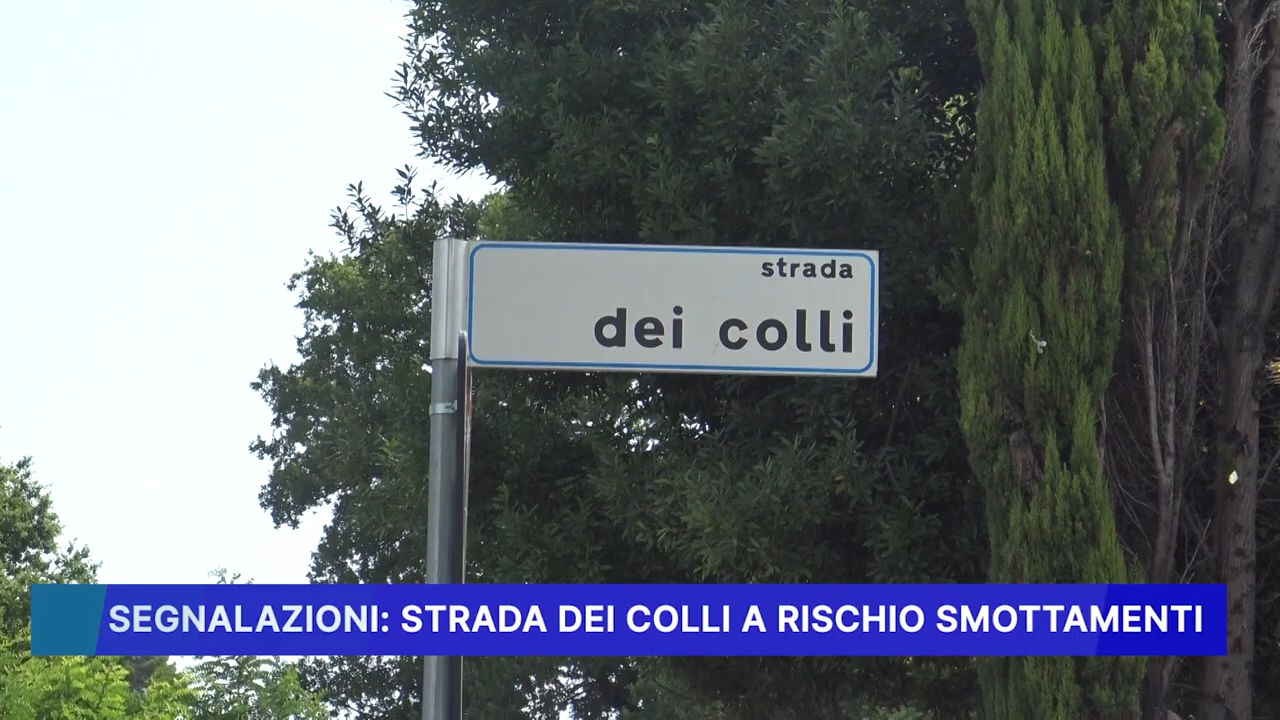 strada
dei colli
SEGNALAZIONI: STRADA DEI COLLI A RISCHIO SMOTTAMENTI